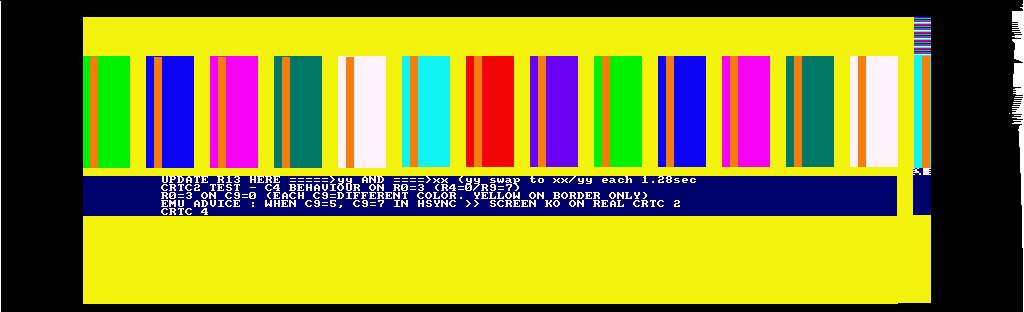 UPDATE R13 HERE =====>yy AND ====>xx (yy swap to xx/yy each 1.28sec
CRTC2 TEST - C4 BEHAVIOUR ON R0=3 (R4=0/R9=7)
R0=3 ON C9=0 (EACH C9=DIFFERENT COLOR. YELLOW ON BORDER ONLY)
EMU ADVICE : WHEN C9=5, C9=7 IN HSYNC >> SCREEN KO ON REAL CRTC 2
CRTC 4